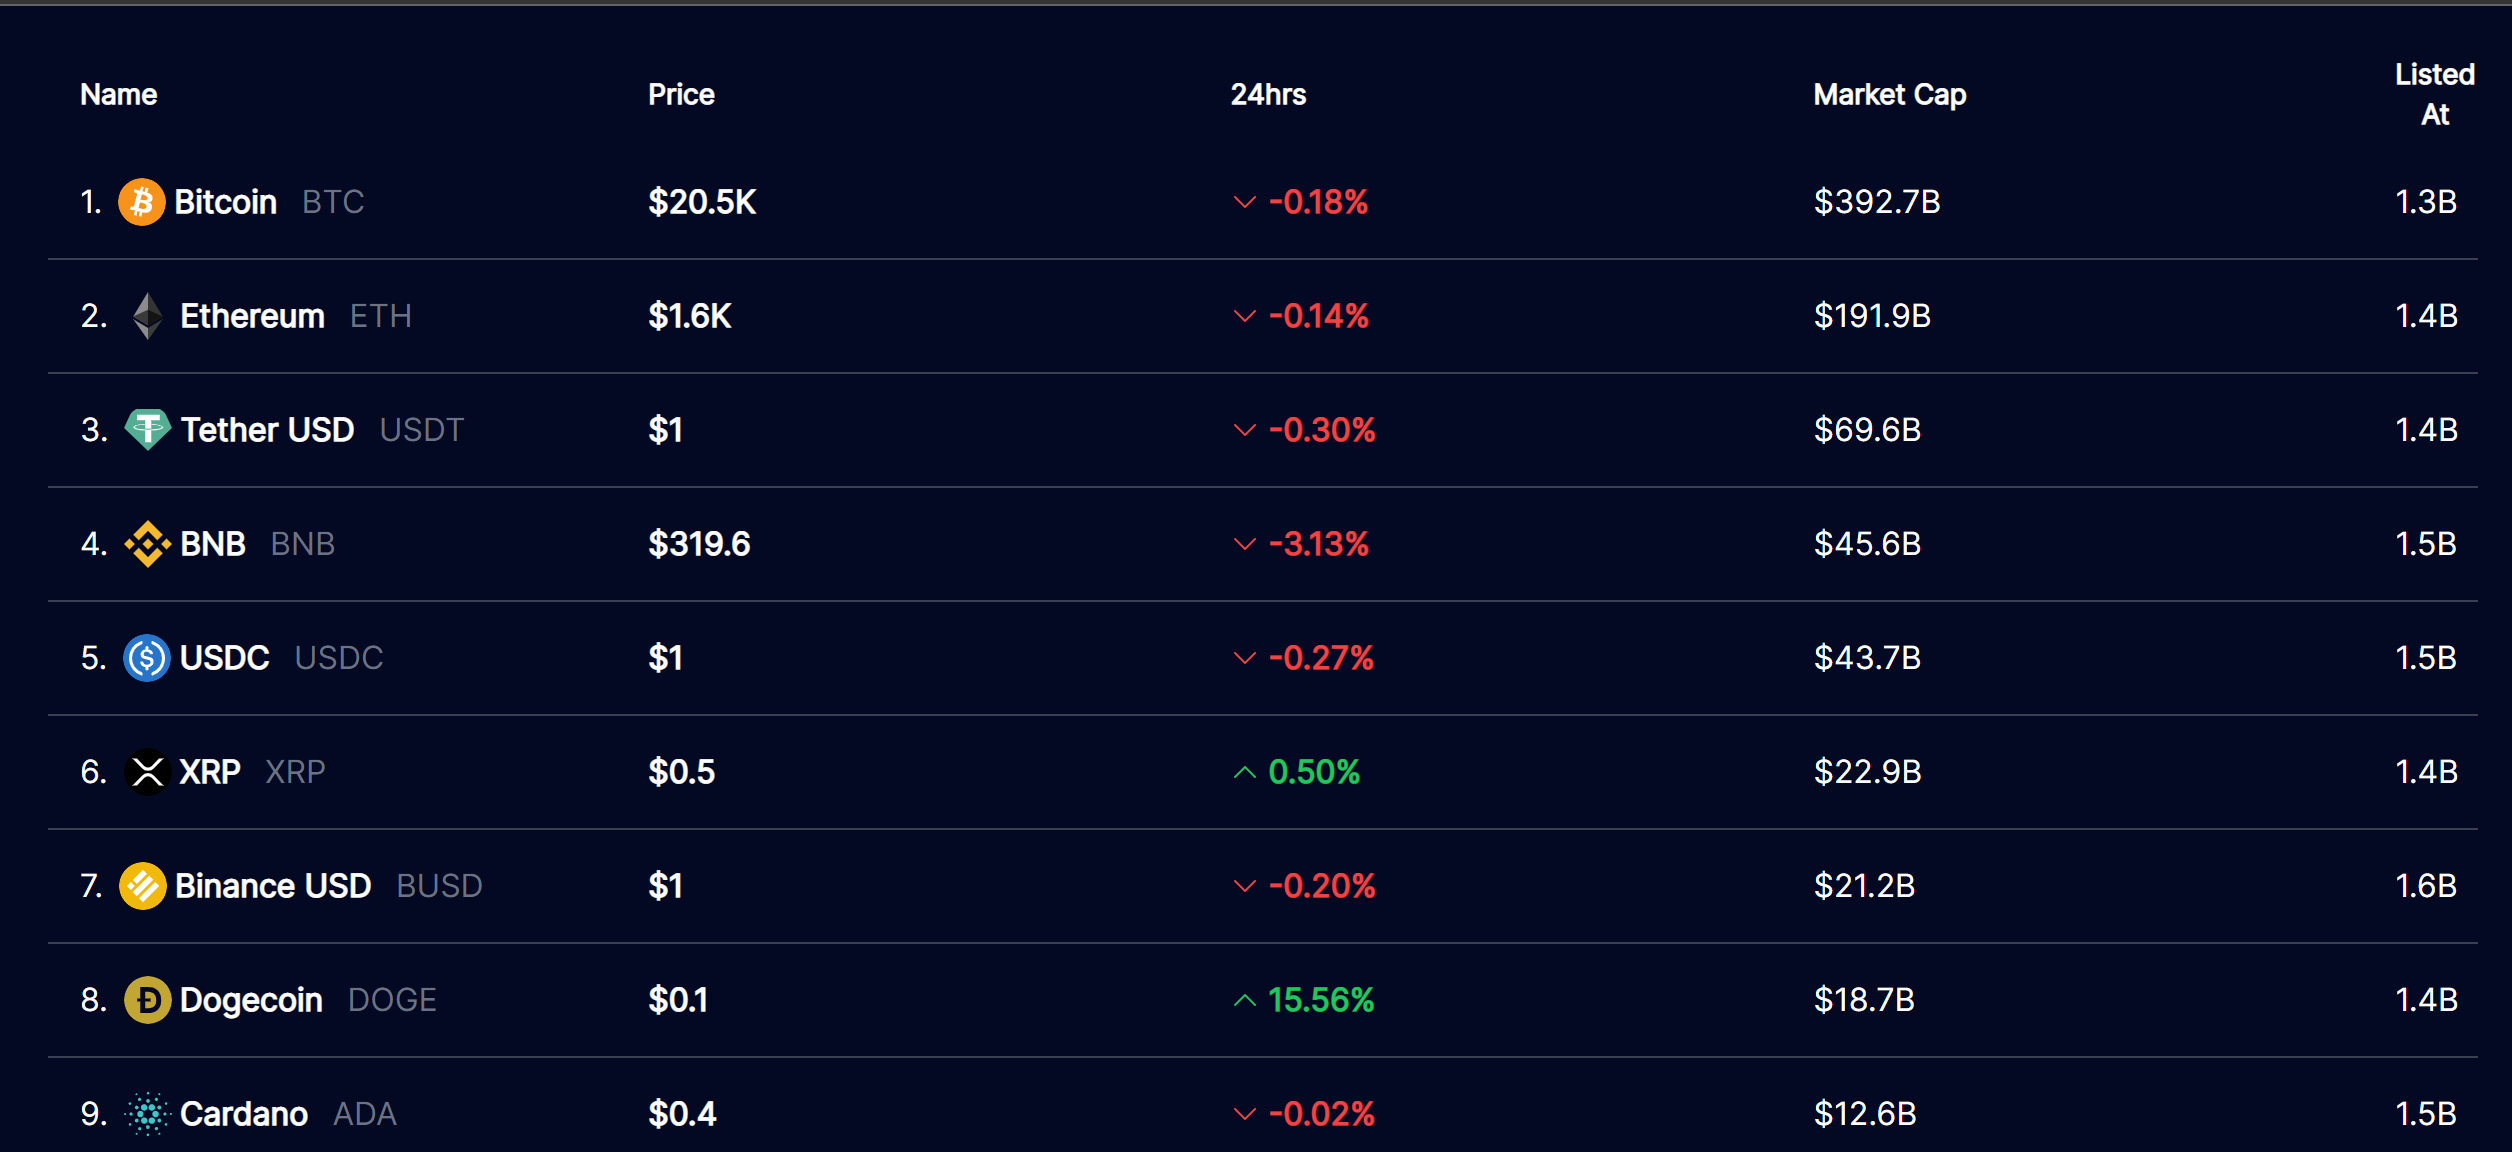 Name Price 24hrs Market Cap Listed At
1. Bitcoin BTC $20.5K -0.18% $392.7B 1.3B
2. Ethereum ETH $1.6K -0.14% $191.9B 1.4B
3. Tether USD USDT $1 -0.30% $69.6B 1.4B
4. BNB BNB $319.6 -3.13% $45.6B 1.5B
5. USDC USDC $1 -0.27% $43.7B 1.5B
6. XRP XRP $0.5 0.50% $22.9B 1.4B
7. Binance USD BUSD $1 -0.20% $21.2B 1.6B
8. Dogecoin DOGE $0.1 15.56% $18.7B 1.4B
9. Cardano ADA $0.4 -0.02% $12.6B 1.5B